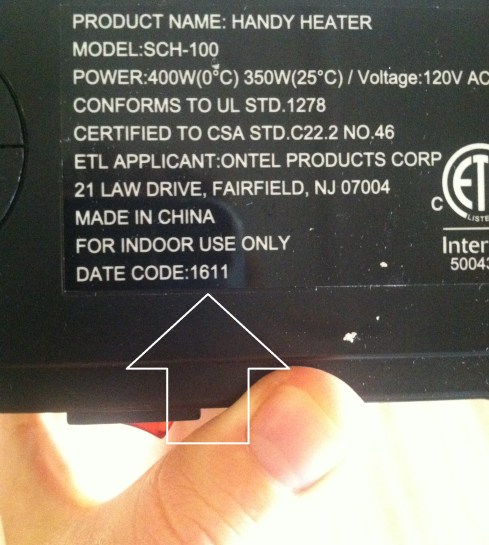 PRODUCT NAME: HANDY HEATER
MODEL:SCH-100
POWER:400W(0°C) 350W(25°C) / Voltage:120V AC
CONFORMS TO UL STD.1278
CERTIFIED TO CSA STD.C22.2 NO.46
ETL APPLICANT:ONTEL PRODUCTS CORP
21 LAW DRIVE, FAIRFIELD, NJ 07004
MADE IN CHINA
FOR INDOOR USE ONLY
DATE CODE:1611
C
ET
LISTE
Inter
50043